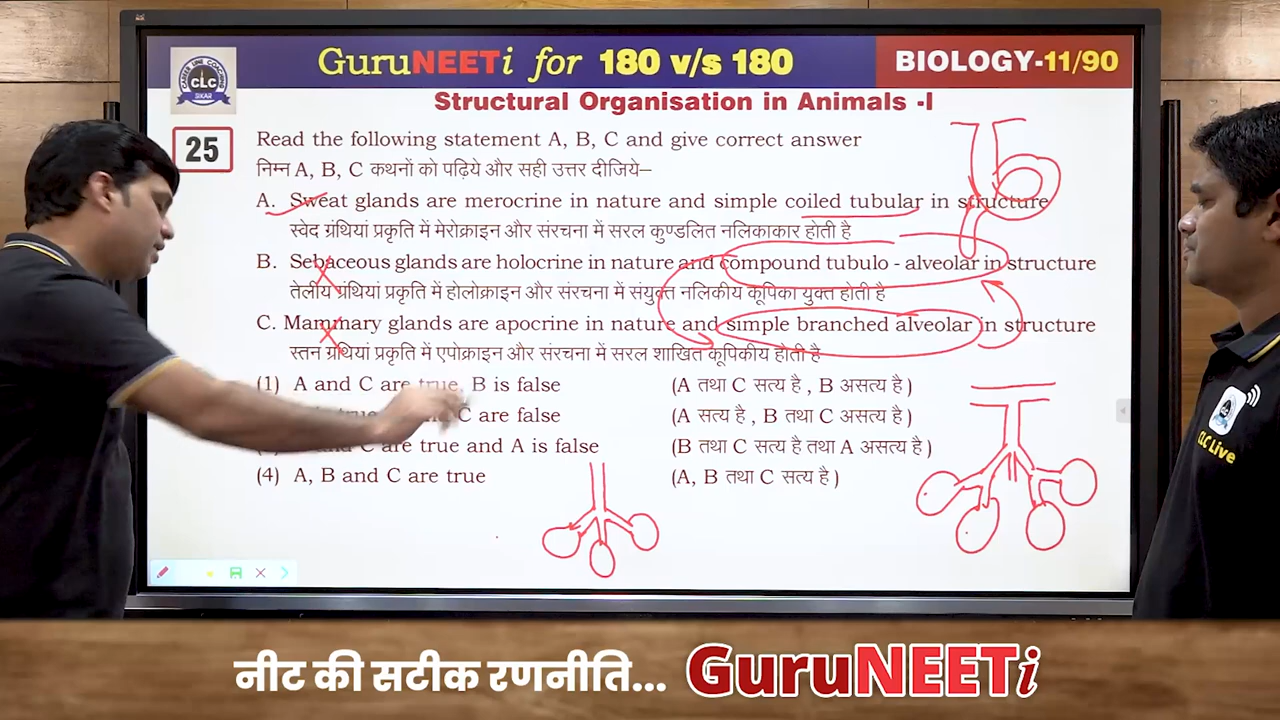 CAREER LINE COACHING
CLC
SIKAR
GuruNEETi for 180 v/s 180
BIOLOGY-11/90
Structural Organisation in Animals -I
25
Read the following statement A, B, C and give correct answer
निम्न A, B, C कथनों को पढ़िये और सही उत्तर दीजिये–
A. Sweat glands are merocrine in nature and simple coiled tubular in structure
स्वेद ग्रंथियां प्रकृति में मेरोक्राइन और संरचना में सरल कुण्डलित नलिकाकार होती है
B. Sebaceous glands are holocrine in nature and compound tubulo - alveolar in structure
तेलीय ग्रंथियां प्रकृति में होलोक्राइन और संरचना में संयुक्त नलिकीय कूपिका युक्त होती है
C. Mammary glands are apocrine in nature and simple branched alveolar in structure
स्तन ग्रंथियां प्रकृति में एपोक्राइन और संरचना में सरल शाखित कूपिकीय होती है
(1) A and C are true, B is false (A तथा C सत्य है , B असत्य है )
true C are false (A सत्य है , B तथा C असत्य है )
C are true and A is false (B तथा C सत्य है तथा A असत्य है )
(4) A, B and C are true (A, B तथा C सत्य है )
CLC Live
नीट की सटीक रणनीति... GuruNEETi